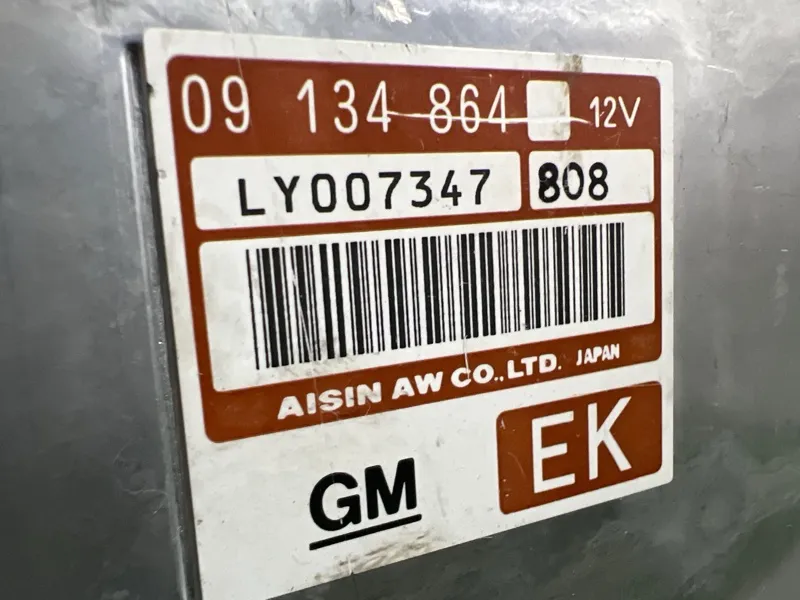 09 134 864 12V
LY007347 808
AISIN AW CO., LTD. JAPAN
GM EK